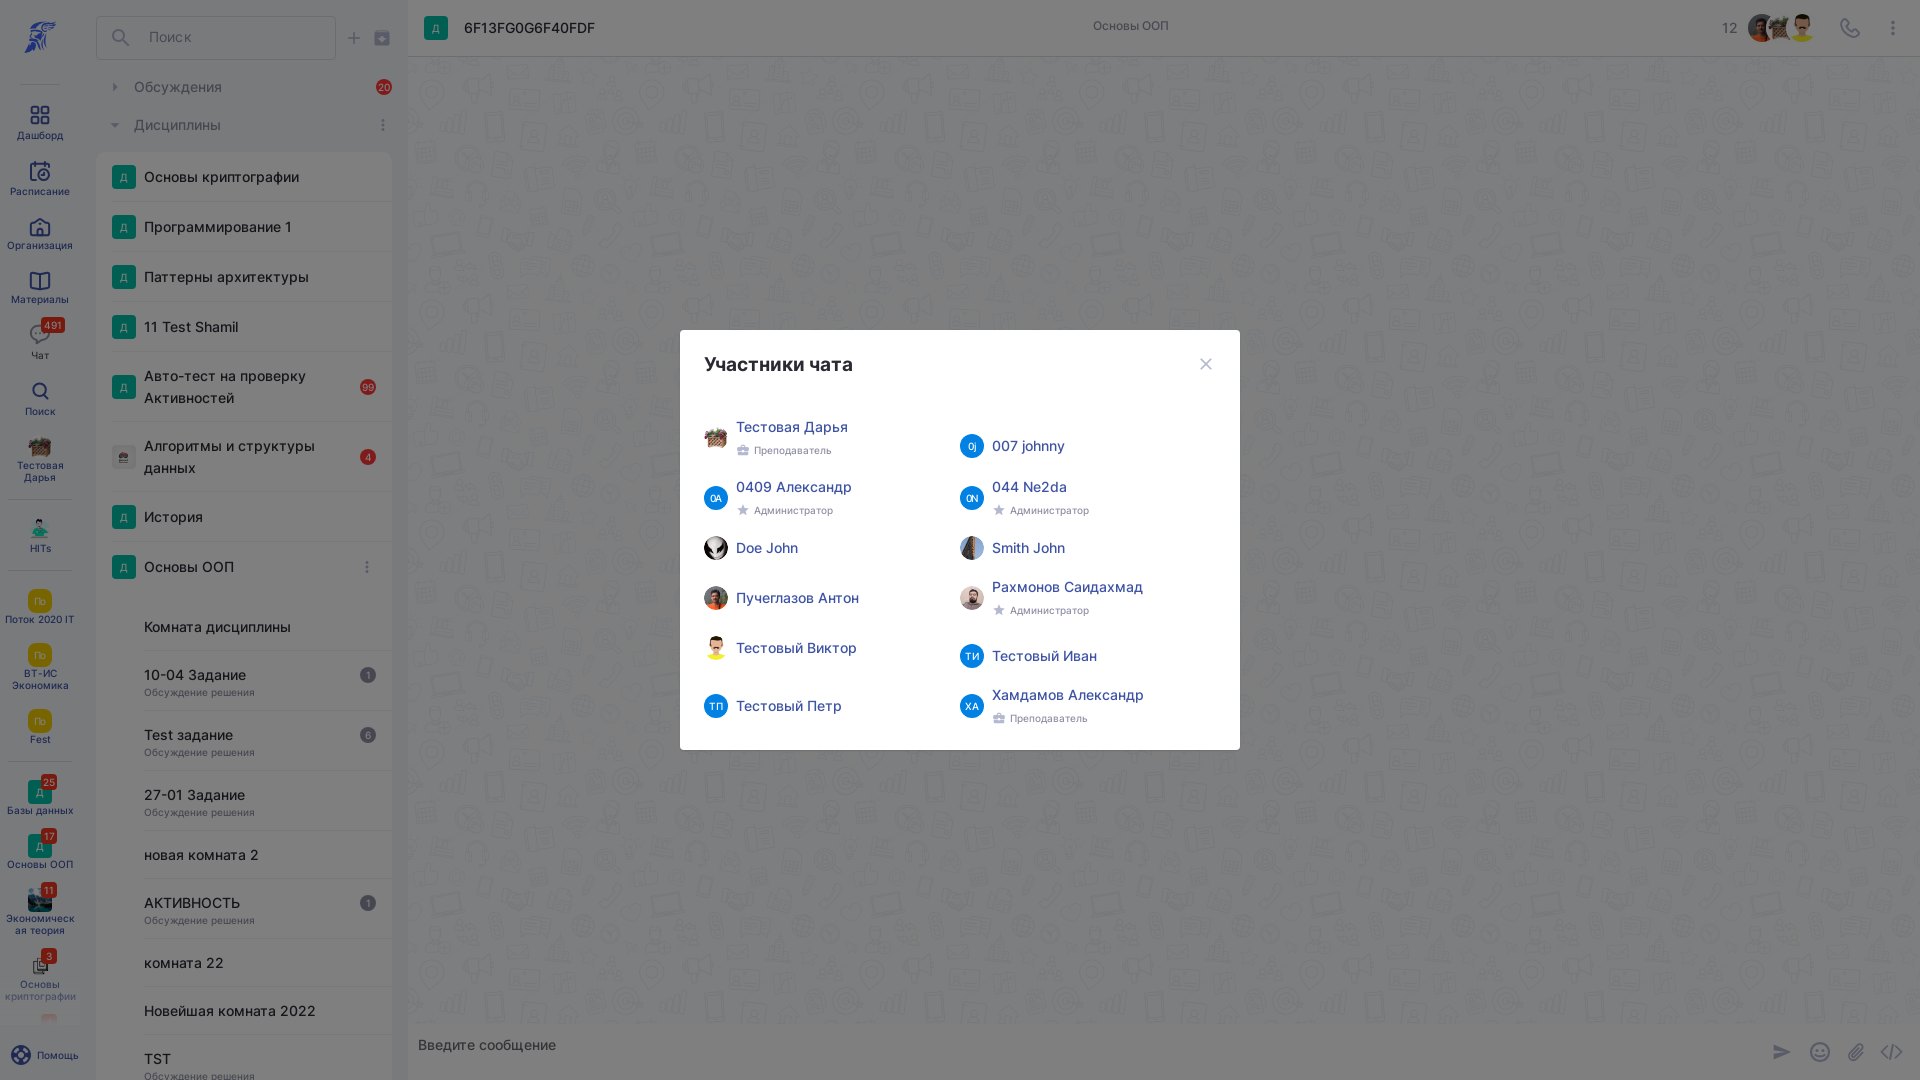 Дашборд
Расписание
Организация
Материалы
491
Чат
Поиск
Тестовая
Дарья
HITs
По
Поток 2020 IT
По
ВТ-ИС
Экономика
По
Fest
25
Д
Базы данных
17
Д
Основы ООП
11
Экономическ
ая теория
3
Основы
криптографии
Помощь
Поиск
Обсуждения
20
Дисциплины
Д
Основы криптографии
Д
Программирование 1
Д
Паттерны архитектуры
Д
11 Test Shamil
Д
Авто-тест на проверку
Активностей
99
Алгоритмы и структуры
данных
4
Д
История
Д
Основы ООП
Комната дисциплины
10-04 Задание
Обсуждение решения
1
Test задание
Обсуждение решения
6
27-01 Задание
Обсуждение решения
новая комната 2
АКТИВНОСТЬ
Обсуждение решения
1
комната 22
Новейшая комната 2022
TST
Обсуждение решения
Д
6F13FG0G6F40FDF
Основы ООП
12
Участники чата
Тестовая Дарья
Преподаватель
0j
007 johnny
0А
0409 Александр
Администратор
0N
044 Ne2da
Администратор
Doe John
Smith John
Пучеглазов Антон
Рахмонов Саидахмад
Администратор
Тестовый Виктор
ТИ
Тестовый Иван
ТП
Тестовый Петр
ХА
Хамдамов Александр
Преподаватель
Введите сообщение